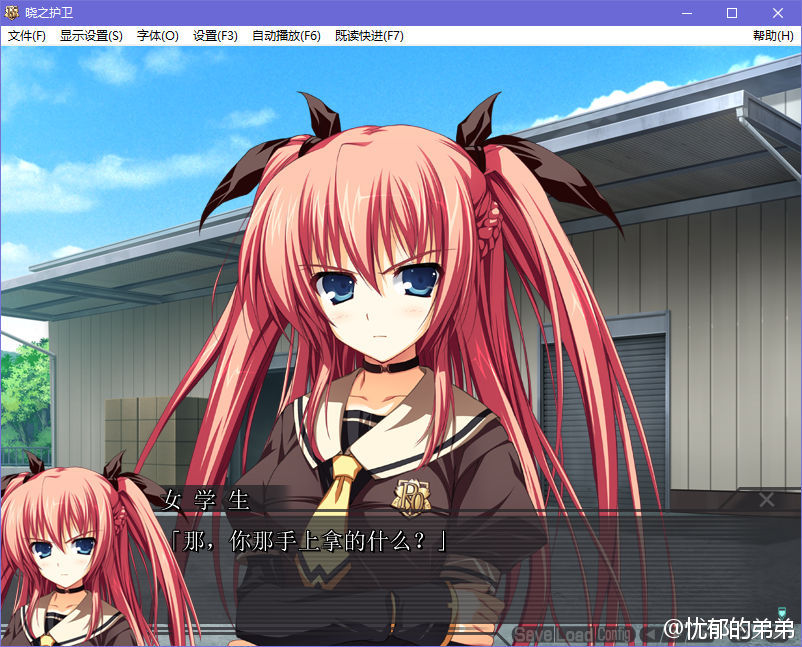 晓之护卫
文件(F) 显示设置(S) 字体(O) 设置(F3) 自动播放(F6) 既读快进(F7) 帮助(H)
女学生
「那，你那手上拿的什么？」
Save Load Config
@忧郁的弟弟